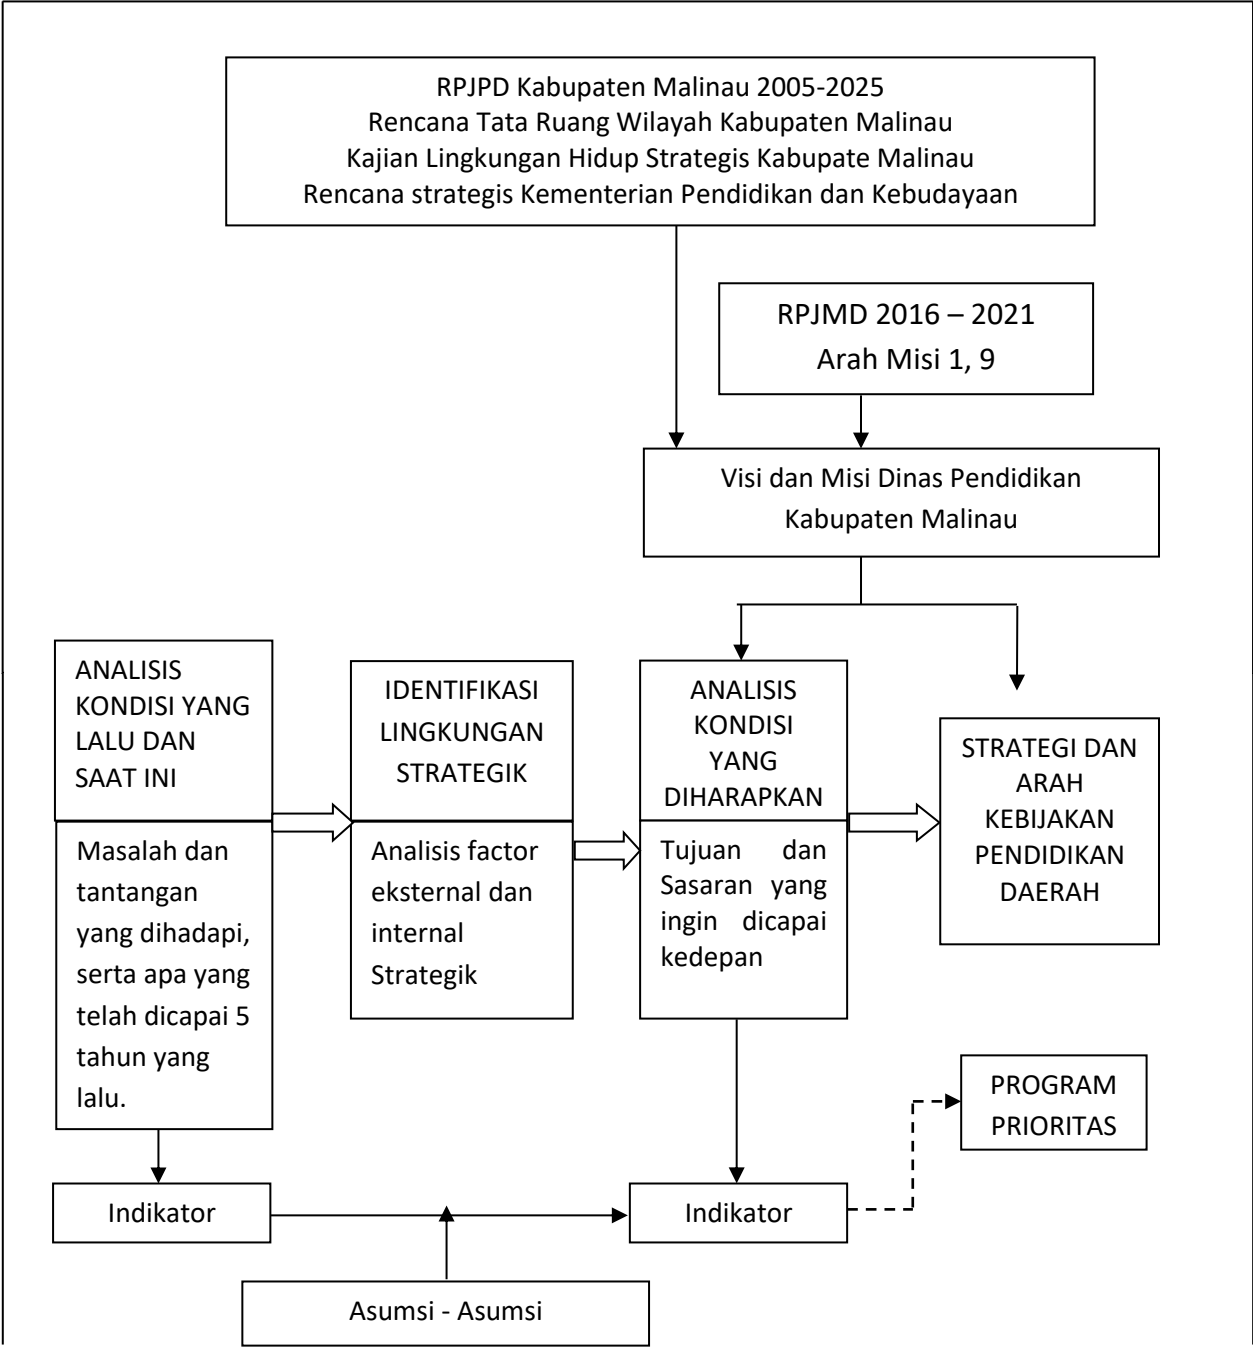 RPJPD Kabupaten Malinau 2005-2025
Rencana Tata Ruang Wilayah Kabupaten Malinau
Kajian Lingkungan Hidup Strategis Kabupate Malinau
Rencana strategis Kementerian Pendidikan dan Kebudayaan
RPJMD 2016 – 2021
Arah Misi 1, 9
Visi dan Misi Dinas Pendidikan
Kabupaten Malinau
ANALISIS
KONDISI YANG
LALU DAN
SAAT INI
Masalah dan
tantangan
yang dihadapi,
serta apa yang
telah dicapai 5
tahun yang
lalu.
IDENTIFIKASI
LINGKUNGAN
STRATEGIK
Analisis factor
eksternal dan
internal
Strategik
ANALISIS
KONDISI
YANG
DIHARAPKAN
Tujuan dan
Sasaran yang
ingin dicapai
kedepan
STRATEGI DAN
ARAH
KEBIJAKAN
PENDIDIKAN
DAERAH
PROGRAM
PRIORITAS
Indikator
Indikator
Asumsi - Asumsi